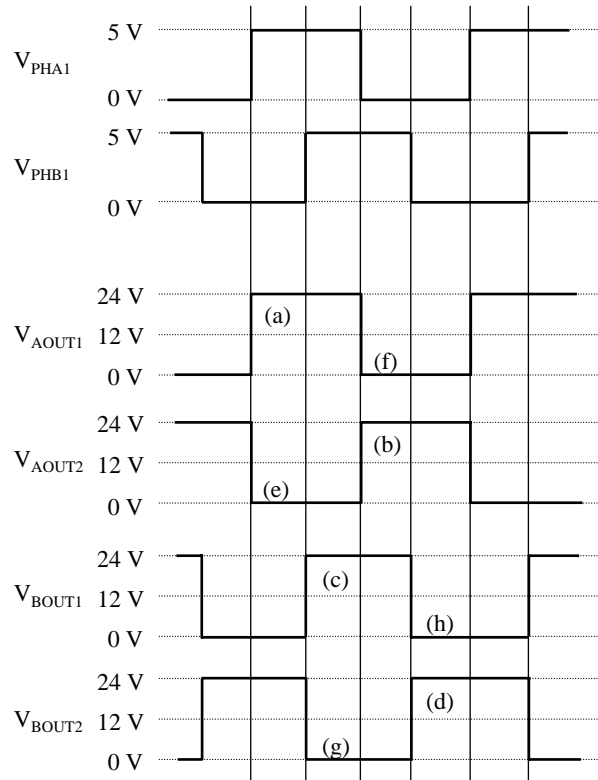 5 V
V_PHA1
0 V
5 V
V_PHB1
0 V
24 V
(a)
V_AOUT1 12 V
(f)
0 V
24 V
(b)
V_AOUT2 12 V
(e)
0 V
24 V
(c)
V_BOUT1 12 V
(h)
0 V
24 V
(d)
V_BOUT2 12 V
(g)
0 V